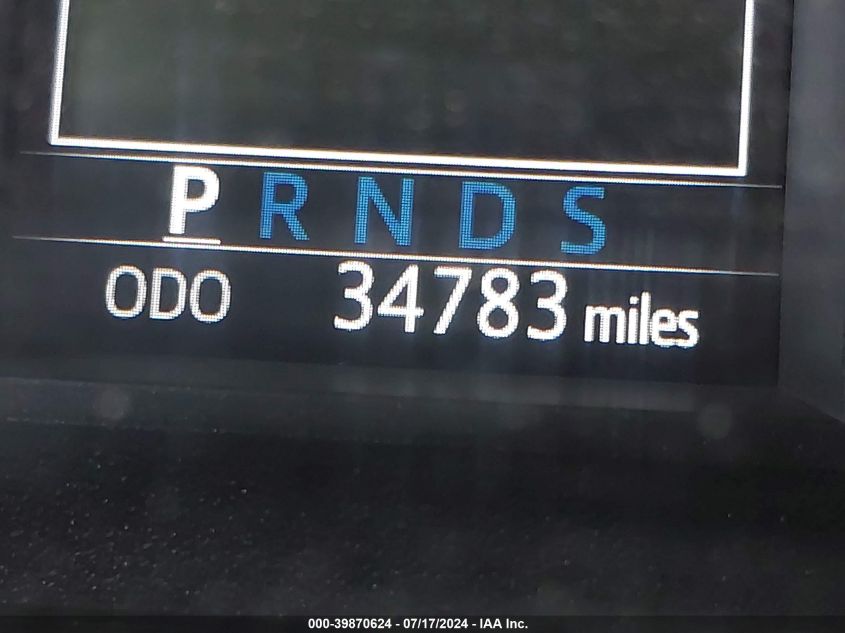 P R N D S
ODO 34783 miles
000-39870624 - 07/17/2024 - IAA Inc.